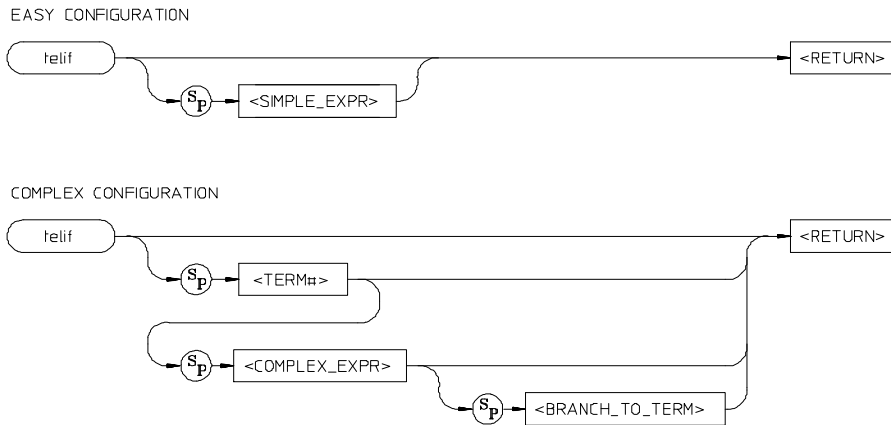 EASY CONFIGURATION
telif
<RETURN>
Sp
<SIMPLE_EXPR>
COMPLEX CONFIGURATION
telif
<RETURN>
Sp
<TERM#>
Sp
<COMPLEX_EXPR>
Sp
<BRANCH_TO_TERM>